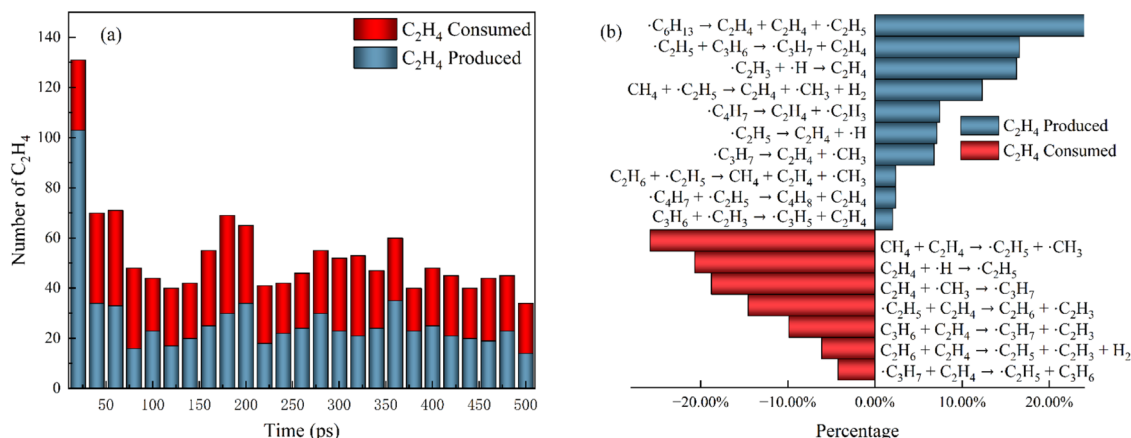 (a)
C₂H₄ Consumed
C₂H₄ Produced
Number of C₂H₄
140
120
100
80
60
40
20
0
50 100 150 200 250 300 350 400 450 500
Time (ps)
(b)
·C₆H₁₃ → C₂H₄ + C₂H₄ + ·C₂H₅
·C₂H₅ + C₃H₆ → ·C₃H₇ + C₂H₄
·C₂H₃ + ·H → C₂H₄
CH₄ + ·C₂H₅ → C₂H₄ + ·CH₃ + H₂
·C₄H₇ → C₂H₄ + ·C₂H₃
·C₂H₅ → C₂H₄ + ·H
·C₃H₇ → C₂H₄ + ·CH₃
C₂H₆ + ·C₂H₅ → CH₄ + C₂H₄ + ·CH₃
·C₄H₇ + ·C₂H₅ → C₄H₈ + C₂H₄
C₃H₆ + ·C₂H₃ → ·C₃H₅ + C₂H₄
C₂H₄ Produced
C₂H₄ Consumed
CH₄ + C₂H₄ → ·C₂H₅ + ·CH₃
C₂H₄ + ·H → ·C₂H₅
C₂H₄ + ·CH₃ → ·C₃H₇
·C₂H₅ + C₂H₄ → C₂H₆ + ·C₂H₃
C₃H₆ + C₂H₄ → ·C₃H₇ + ·C₂H₃
C₂H₆ + C₂H₄ → ·C₂H₅ + ·C₂H₃ + H₂
·C₃H₇ + C₂H₄ → ·C₂H₅ + C₃H₆
−20.00% −10.00% 0.00% 10.00% 20.00%
Percentage